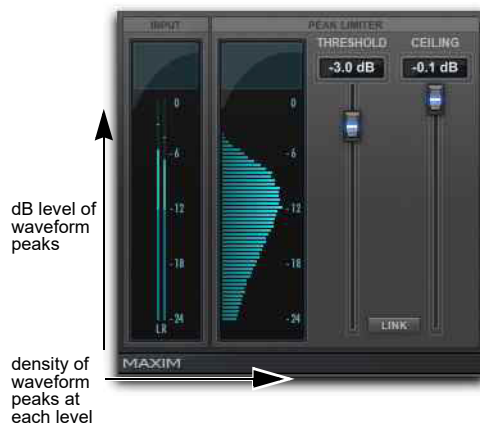 INPUT
PEAK LIMITER
THRESHOLD
CEILING
-3.0 dB
-0.1 dB
0
-6
-12
-18
-24
LR
0
-6
-12
-18
-24
LINK
MAXIM
dB level of
waveform
peaks
density of
waveform
peaks at
each level